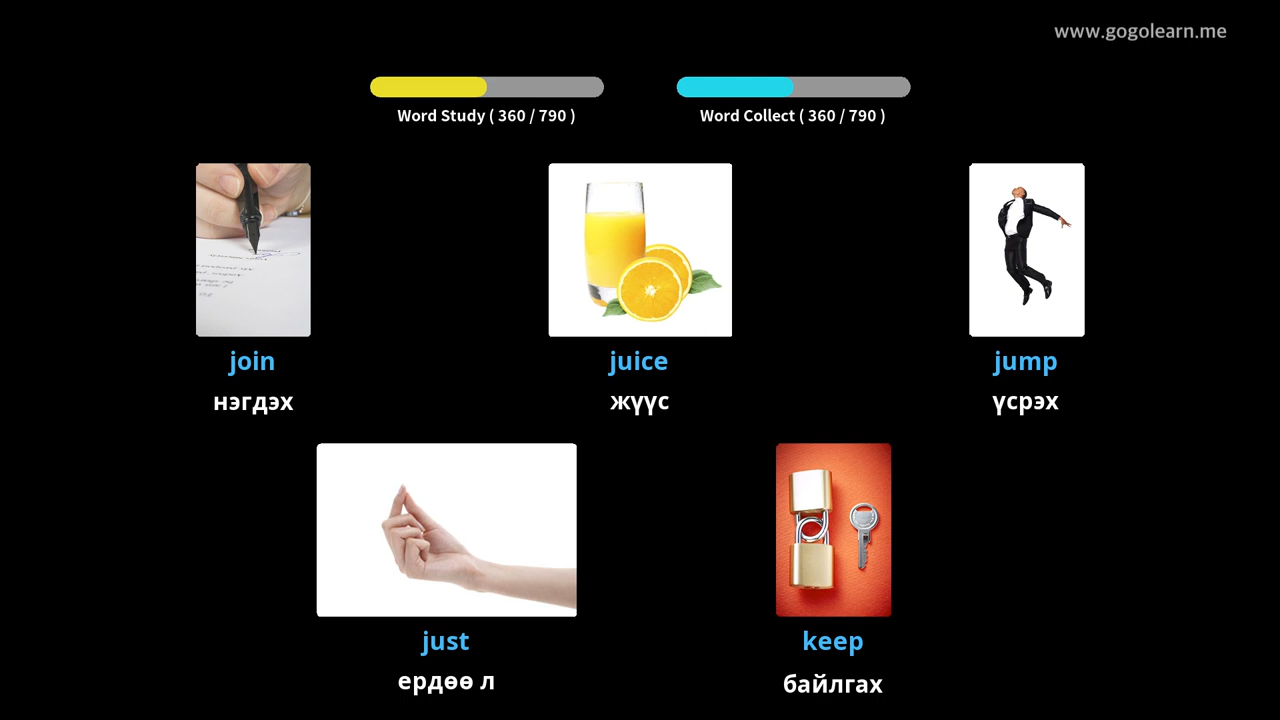 www.gogolearn.me
Word Study ( 360 / 790 )
Word Collect ( 360 / 790 )
join
juice
jump
нэгдэх
жүүс
үсрэх
just
keep
ердөө л
байлгах